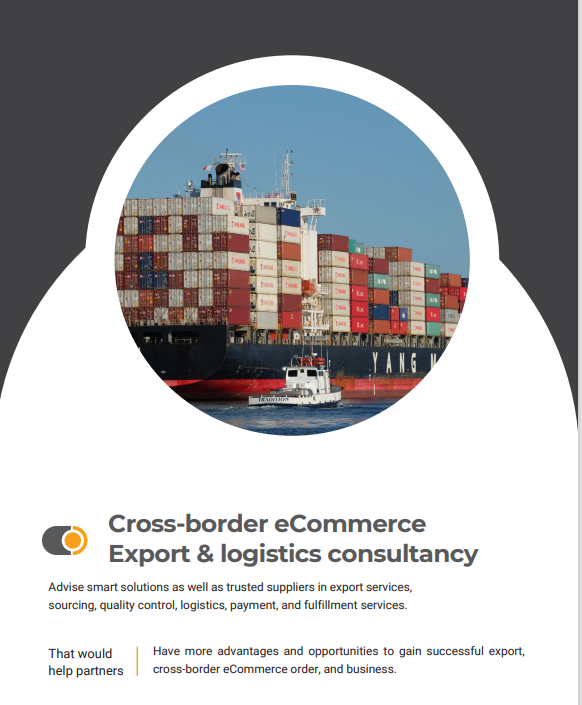 YANG M
TRADITION
Cross-border eCommerce
Export & logistics consultancy
Advise smart solutions as well as trusted suppliers in export services,
sourcing, quality control, logistics, payment, and fulfillment services.
That would
help partners
Have more advantages and opportunities to gain successful export,
cross-border eCommerce order, and business.